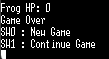 Frog HP: 0
Game Over
SW0 : New Game
SW1 : Continue Game